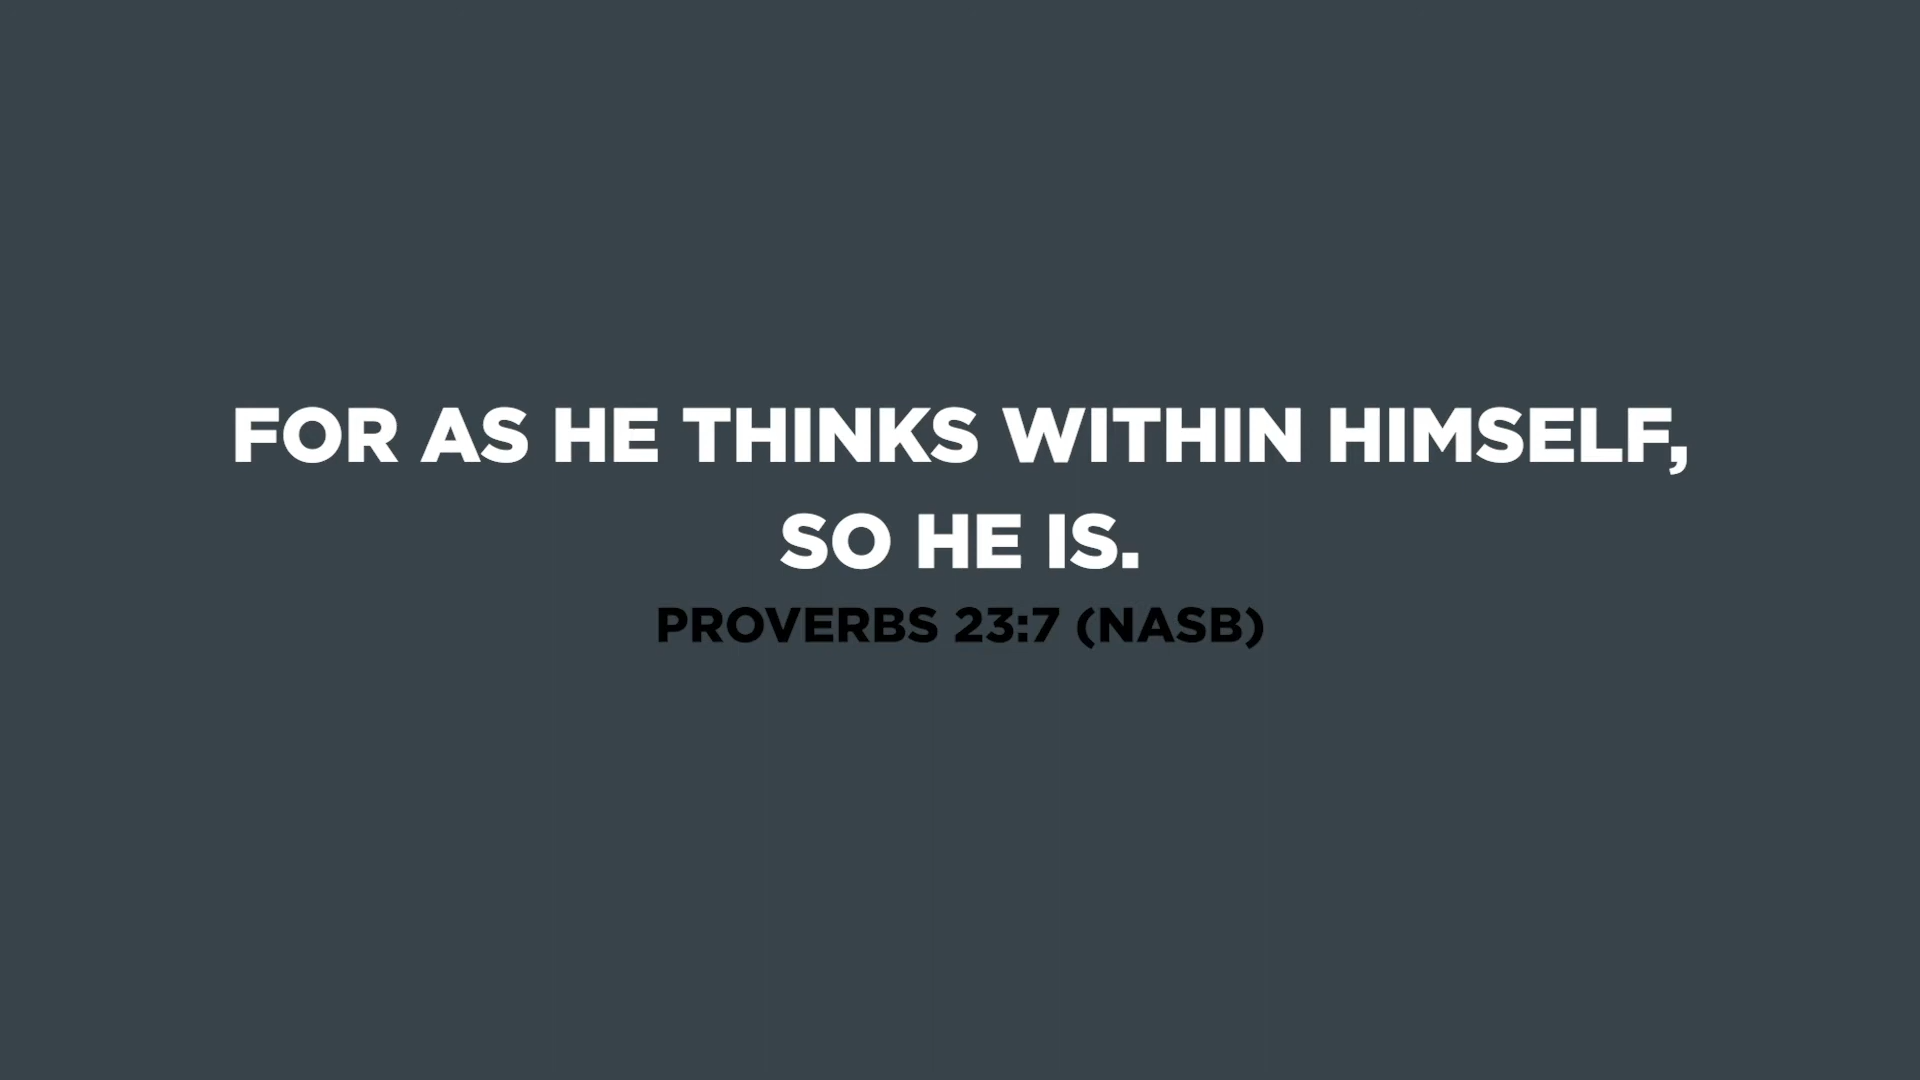 FOR AS HE THINKS WITHIN HIMSELF,
SO HE IS.
PROVERBS 23:7 (NASB)